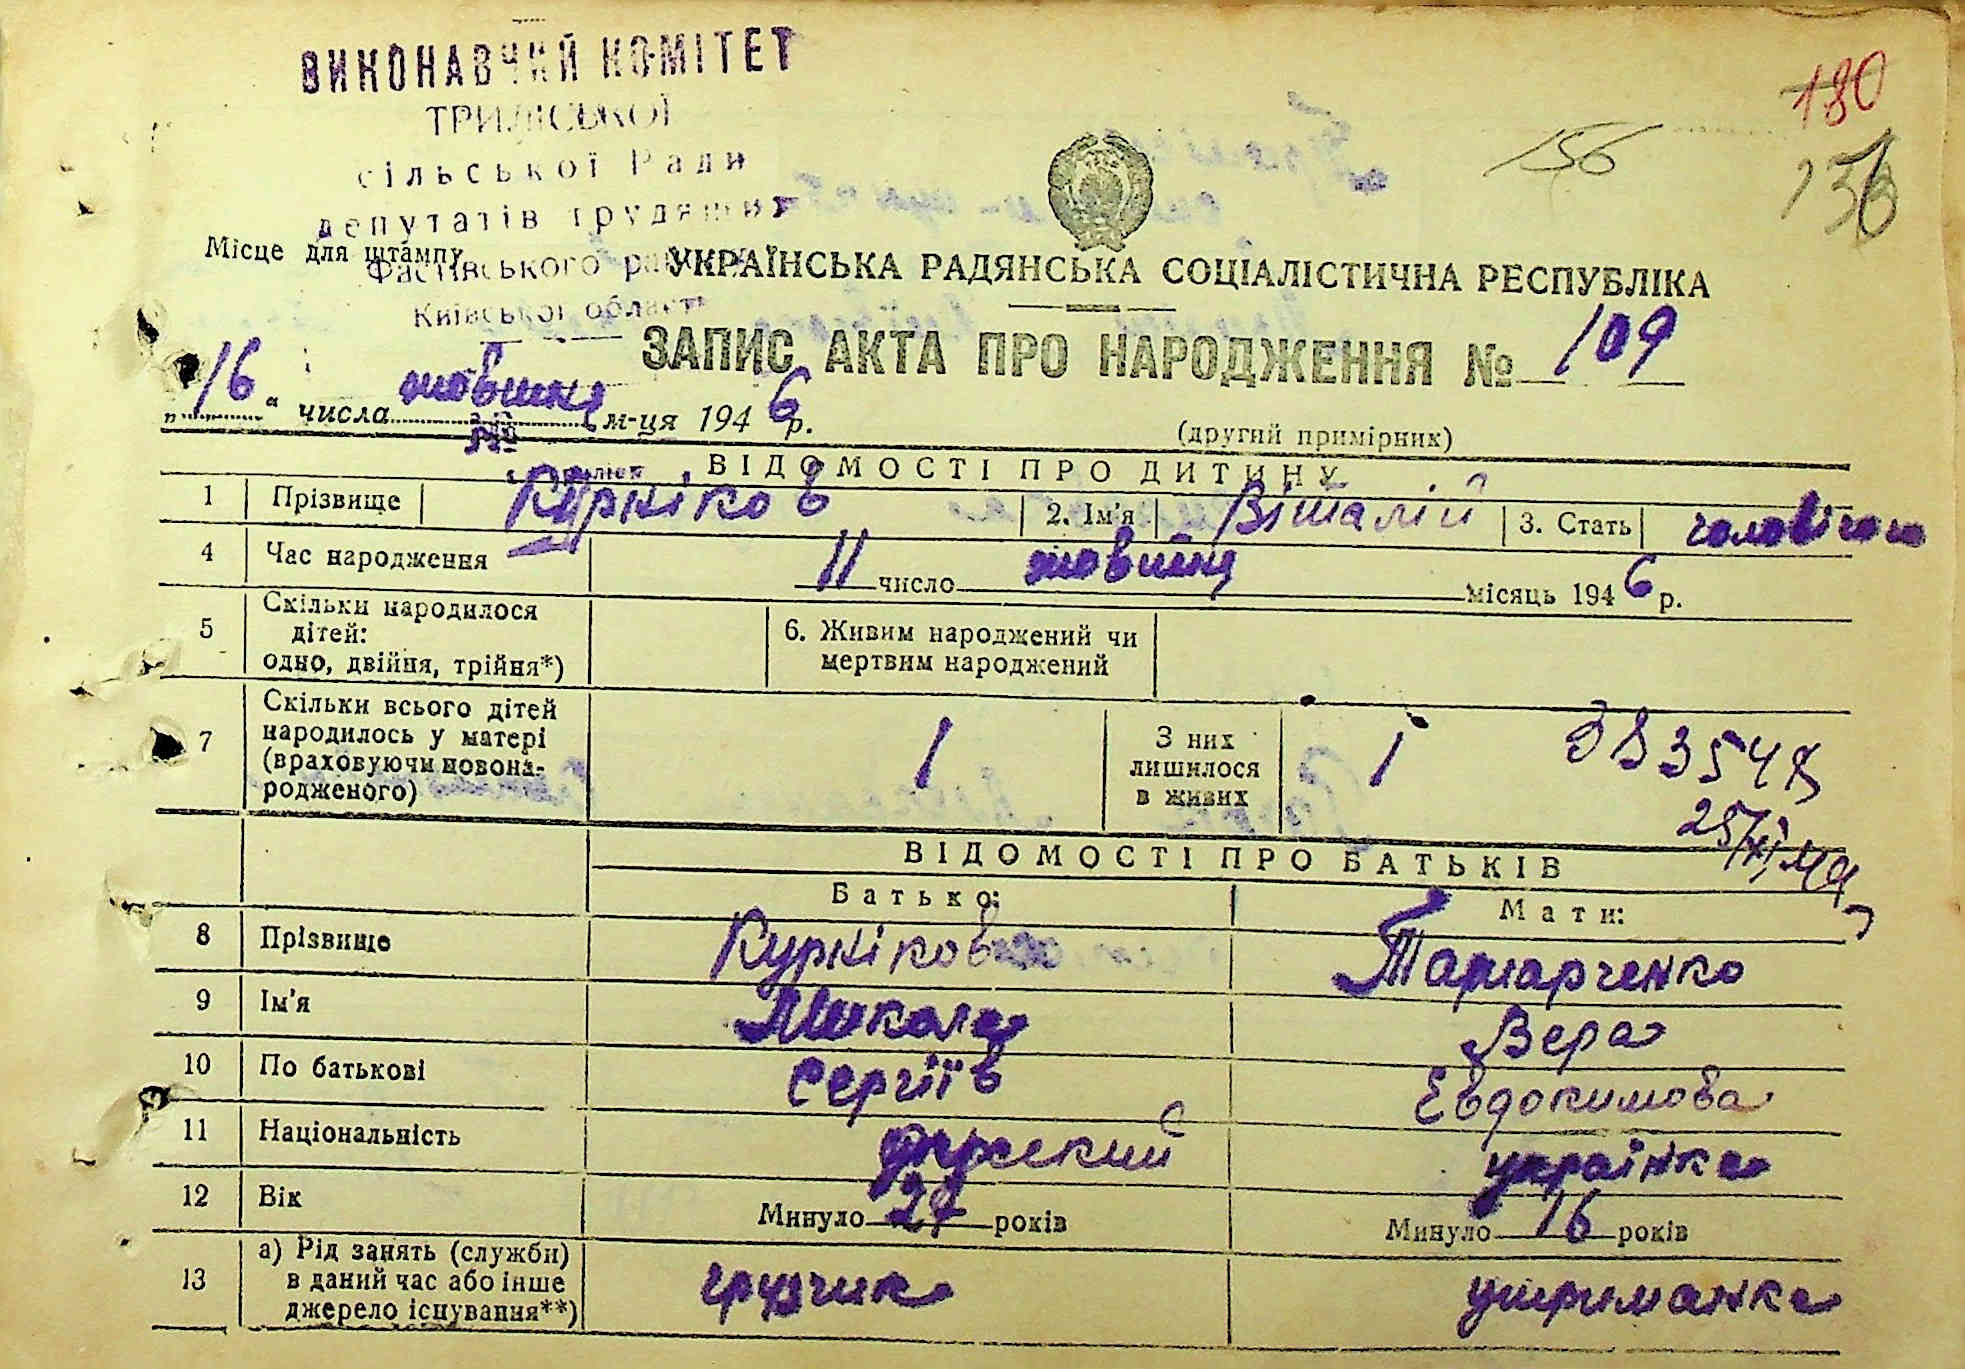 ВИКОНАВЧИЙ КОМІТЕТ
ТРИЛІСЬКОЇ
сільської Ради
депутатів трудящих
Фастівського
Київської області
Місце для штампу
180
156
УКРАЇНСЬКА РАДЯНСЬКА СОЦІАЛІСТИЧНА РЕСПУБЛІКА
ЗАПИС АКТА ПРО НАРОДЖЕННЯ № 109
„16“ числа жовтня м-ця 1946 р.
(другий примірник)
ВІДОМОСТІ ПРО ДИТИНУ
1 Прізвище Курніков 2. Ім'я Віталій 3. Стать
4 Час народження 11 число жовтня місяць 1946 р.
5 Скільки народилося дітей: одно, двійня, трійня*) 6. Живим народжений чи мертвим народжений
7 Скільки всього дітей народилось у матері (враховуючи новона-родженого) 1 З них лишилося в живих 1
ВІДОМОСТІ ПРО БАТЬКІВ
Батько: Мати:
8 Прізвище Курніков Татарченко
9 Ім'я Микола Вера
10 По батькові Сергіїв Евдокимова
11 Національність українка
12 Вік Минуло 27 років Минуло 16 років
13 а) Рід занять (служби) в даний час або інше джерело існування**) грузчик утриманка